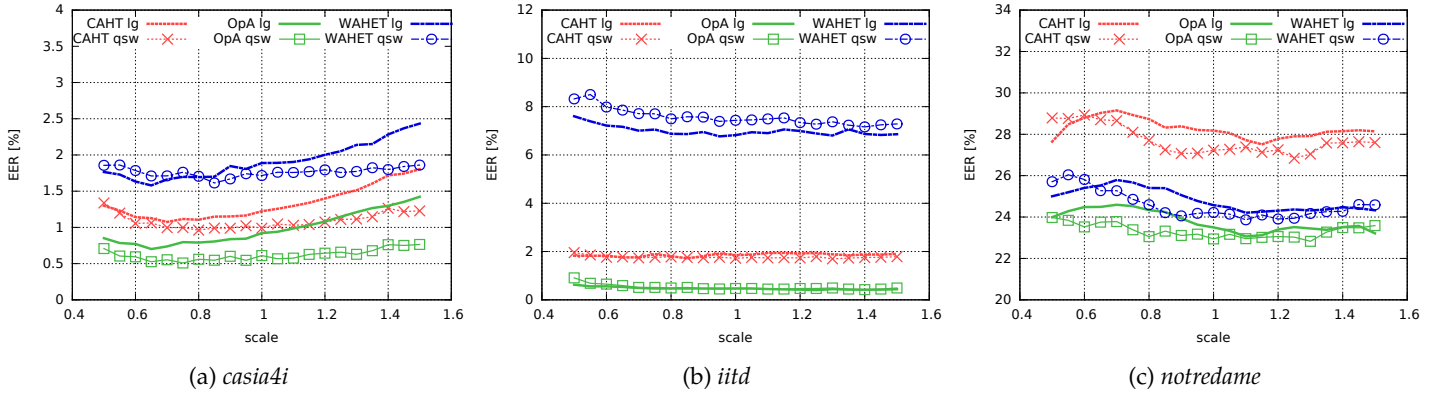 4
3.5
3
2.5
2
1.5
1
0.5
0
EER [%]
CAHT lg
CAHT qsw
OpA lg
OpA qsw
WAHET lg
WAHET qsw
0.4 0.6 0.8 1 1.2 1.4 1.6
scale
(a) casia4i
12
10
8
6
4
2
0
EER [%]
CAHT lg
CAHT qsw
OpA lg
OpA qsw
WAHET lg
WAHET qsw
0.4 0.6 0.8 1 1.2 1.4 1.6
scale
(b) iitd
34
32
30
28
26
24
22
20
EER [%]
CAHT lg
CAHT qsw
OpA lg
OpA qsw
WAHET lg
WAHET qsw
0.4 0.6 0.8 1 1.2 1.4 1.6
scale
(c) notredame